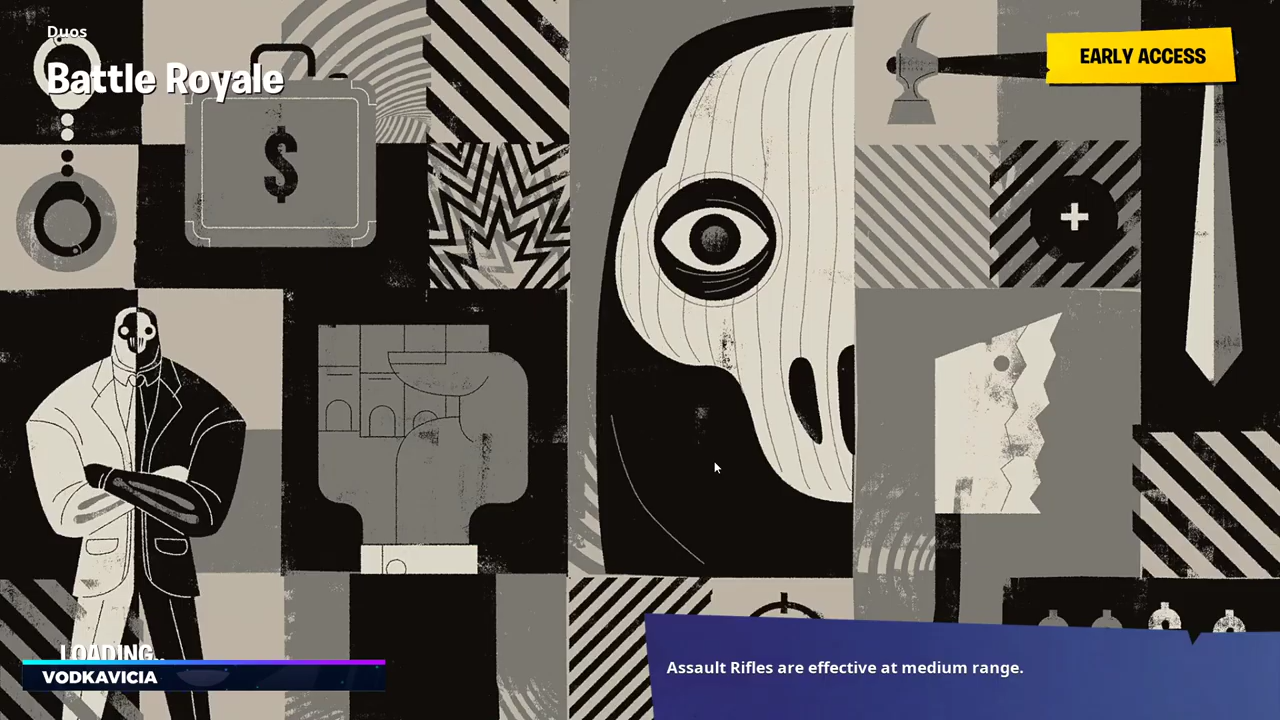 Duos
Battle Royale
EARLY ACCESS
$
LOADING..
VODKAVICIA
Assault Rifles are effective at medium range.